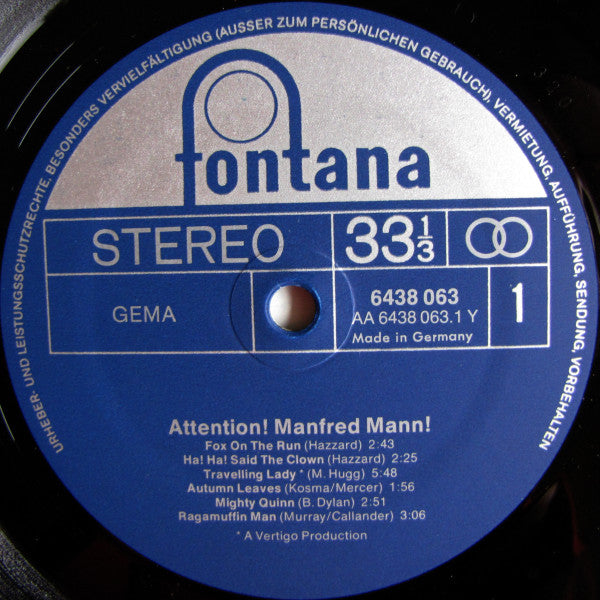 URHEBER- UND LEISTUNGSSCHUTZRECHTE, BESONDERS VERVIELFÄLTIGUNG (AUSSER ZUM PERSÖNLICHEN GEBRAUCH), VERMIETUNG, AUFFÜHRUNG, SENDUNG, VORBEHALTEN
fontana
STEREO 33 1/3
GEMA
6438 063
AA 6438 063.1 Y
Made in Germany
1
Attention! Manfred Mann!
Fox On The Run (Hazzard) 2:43
Ha! Ha! Said The Clown (Hazzard) 2:25
Travelling Lady * (M. Hugg) 5:48
Autumn Leaves (Kosma/Mercer) 1:56
Mighty Quinn (B. Dylan) 2:51
Ragamuffin Man (Murray/Callander) 3:06
* A Vertigo Production